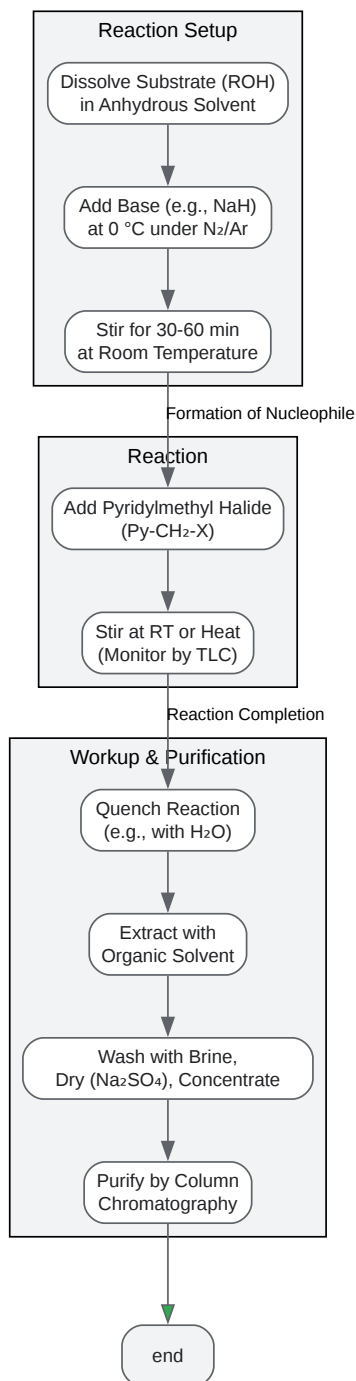 Reaction Setup
Dissolve Substrate (ROH)
in Anhydrous Solvent
Add Base (e.g., NaH)
at 0 °C under N₂/Ar
Stir for 30-60 min
at Room Temperature
Formation of Nucleophile
Reaction
Add Pyridylmethyl Halide
(Py-CH₂-X)
Stir at RT or Heat
(Monitor by TLC)
Reaction Completion
Workup & Purification
Quench Reaction
(e.g., with H₂O)
Extract with
Organic Solvent
Wash with Brine,
Dry (Na₂SO₄), Concentrate
Purify by Column
Chromatography
end